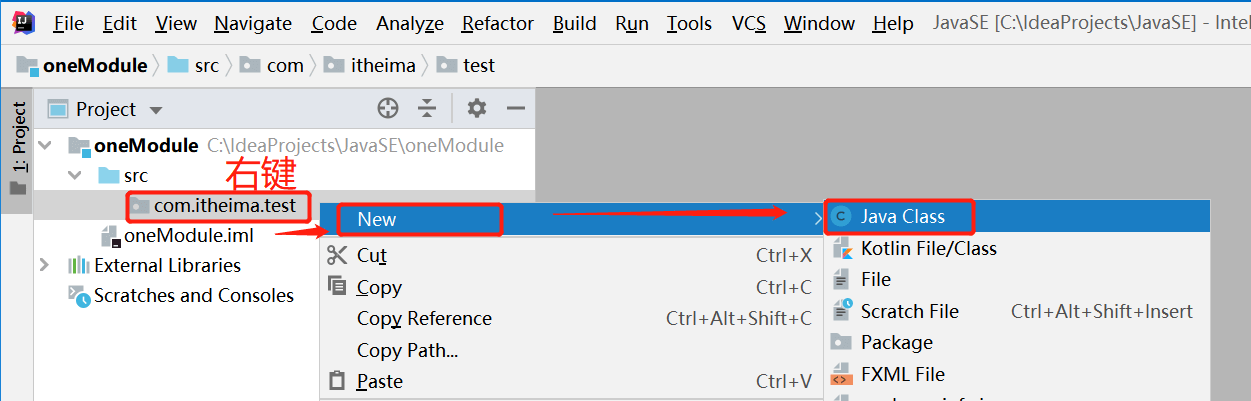 File Edit View Navigate Code Analyze Refactor Build Run Tools VCS Window Help JavaSE [C:\IdeaProjects\JavaSE] - Intel
oneModule src com itheima test
1: Project
Project
oneModule C:\IdeaProjects\JavaSE\oneModule
src
右键
com.itheima.test
oneModule.iml
External Libraries
Scratches and Consoles
New
Cut Ctrl+X
Copy Ctrl+C
Copy Reference Ctrl+Alt+Shift+C
Copy Path...
Paste Ctrl+V
Java Class
Kotlin File/Class
File
Scratch File Ctrl+Alt+Shift+Insert
Package
FXML File